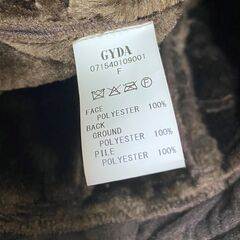 GYDA
071540109001
F
FACE
POLYESTER 100%
BACK
GROUND
POLYESTER 100%
PILE
POLYESTER 100%